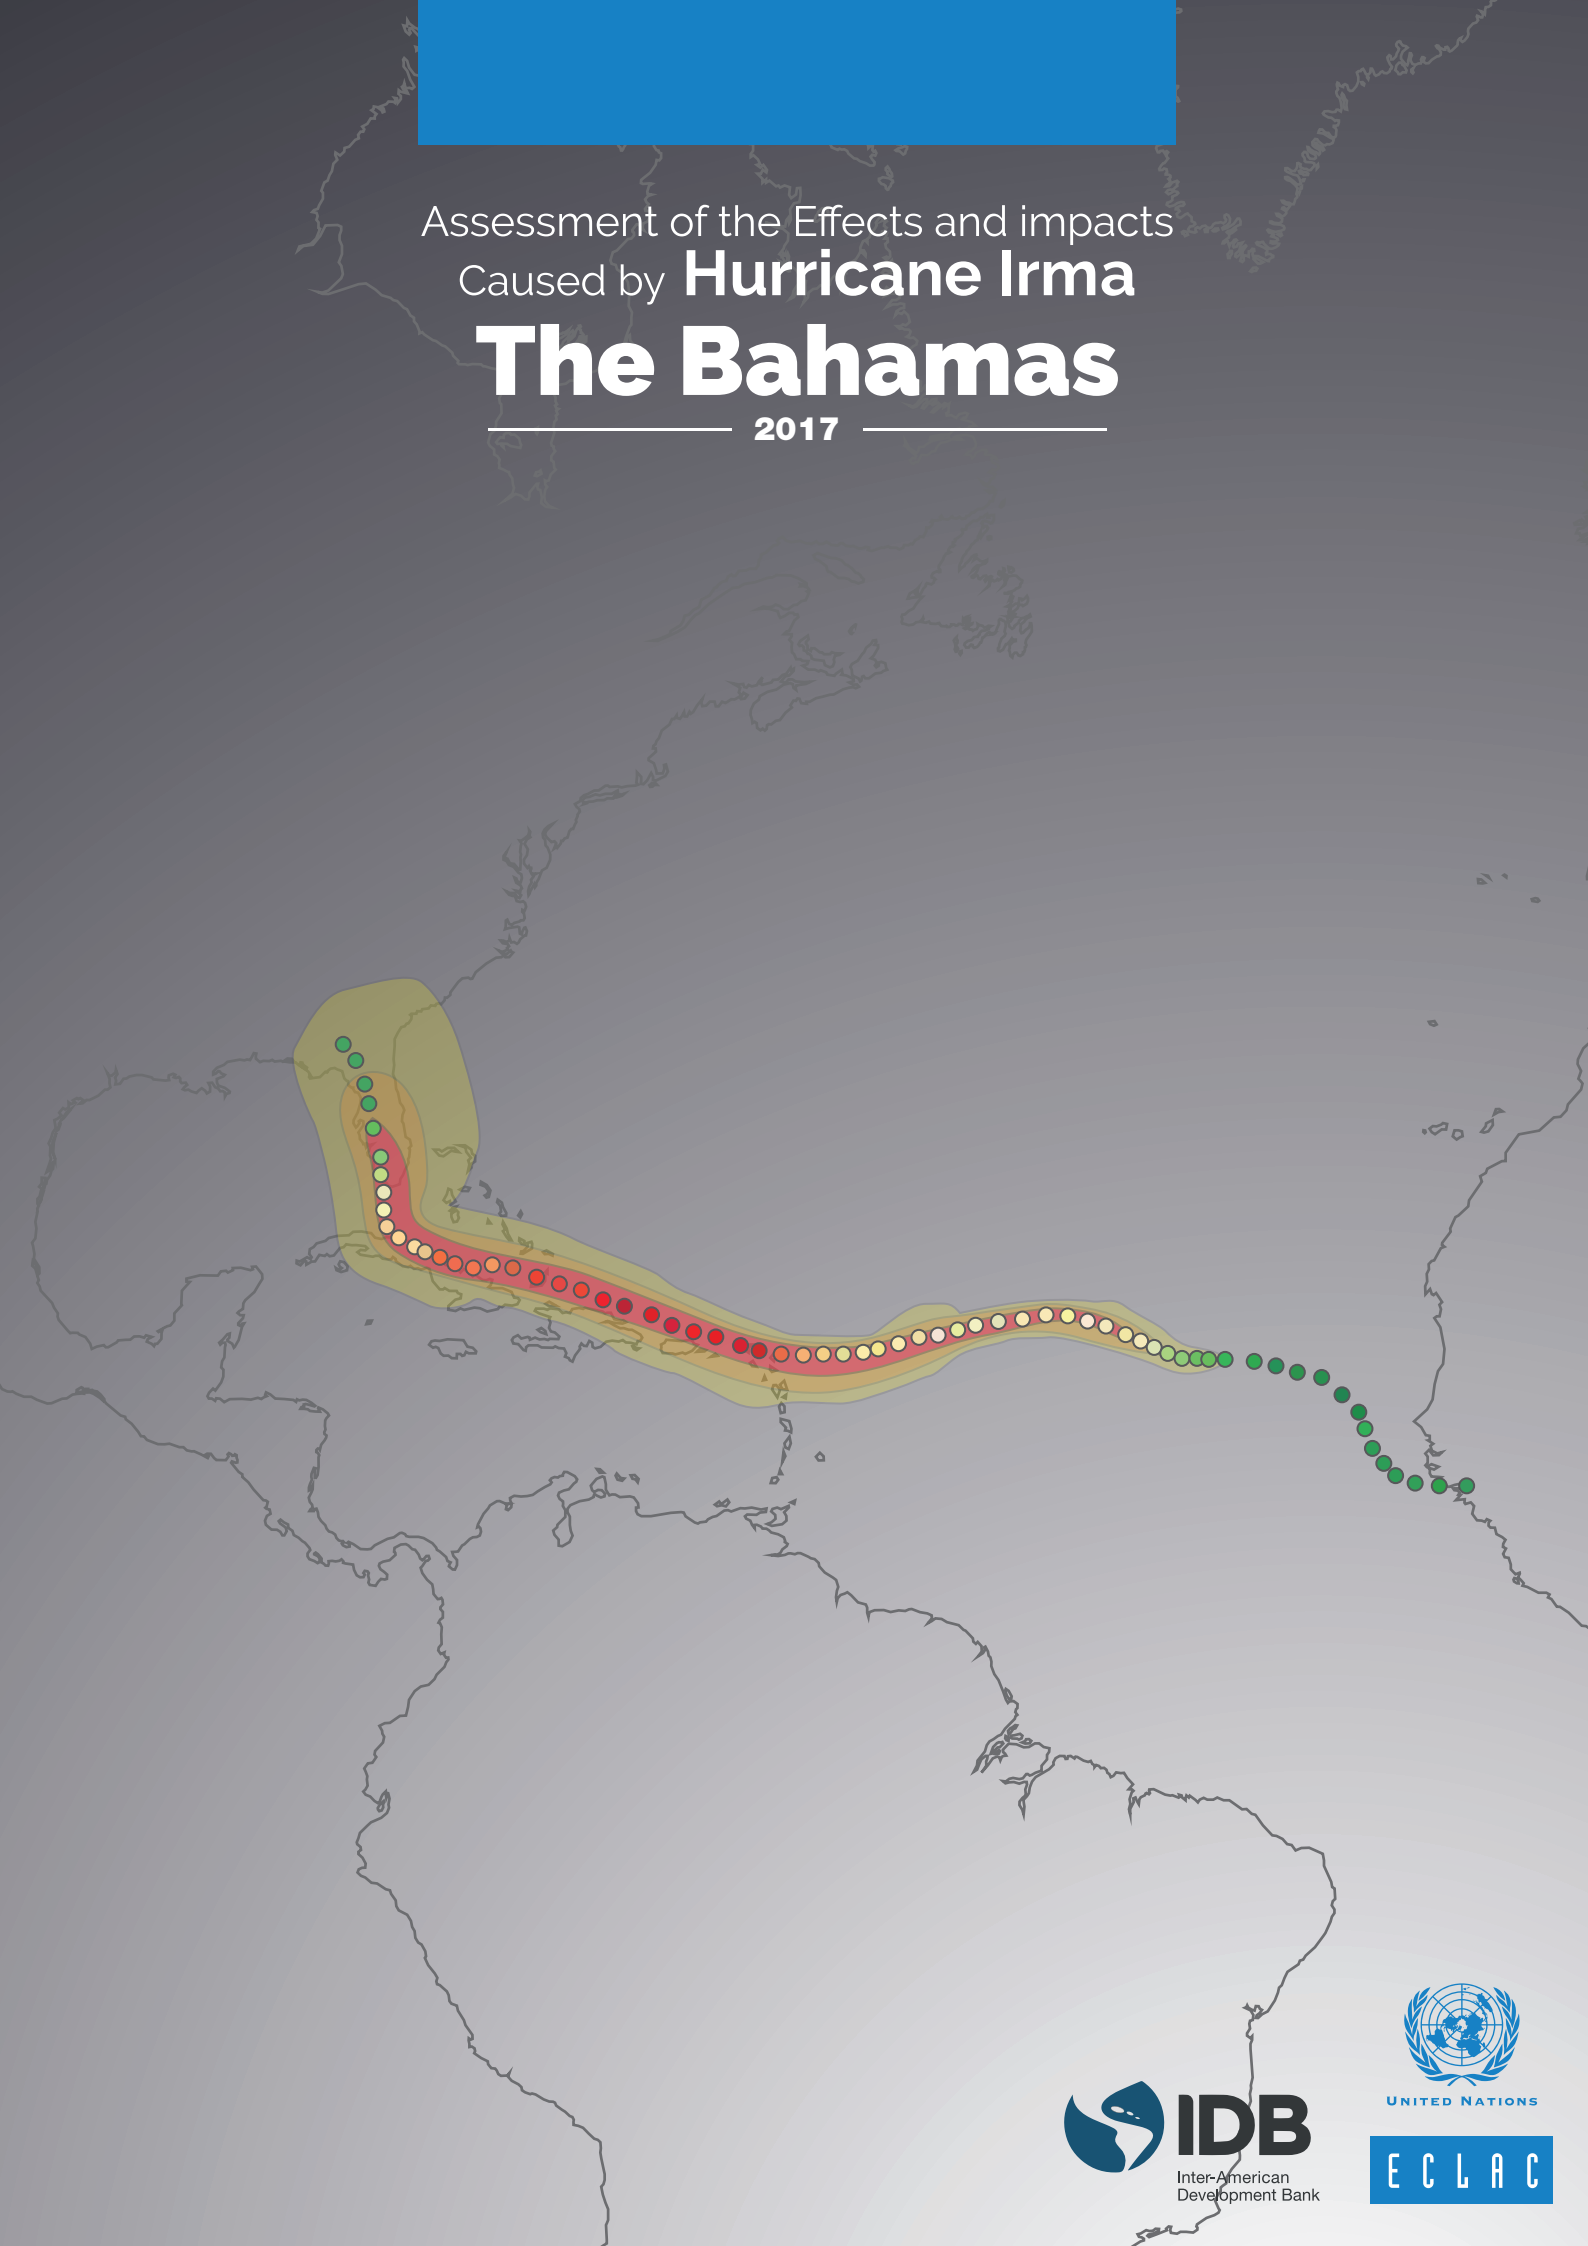 Assessment of the Effects and impacts
Caused by Hurricane Irma
The Bahamas
2017
UNITED NATIONS
IDB
Inter-American
Development Bank
ECLAC